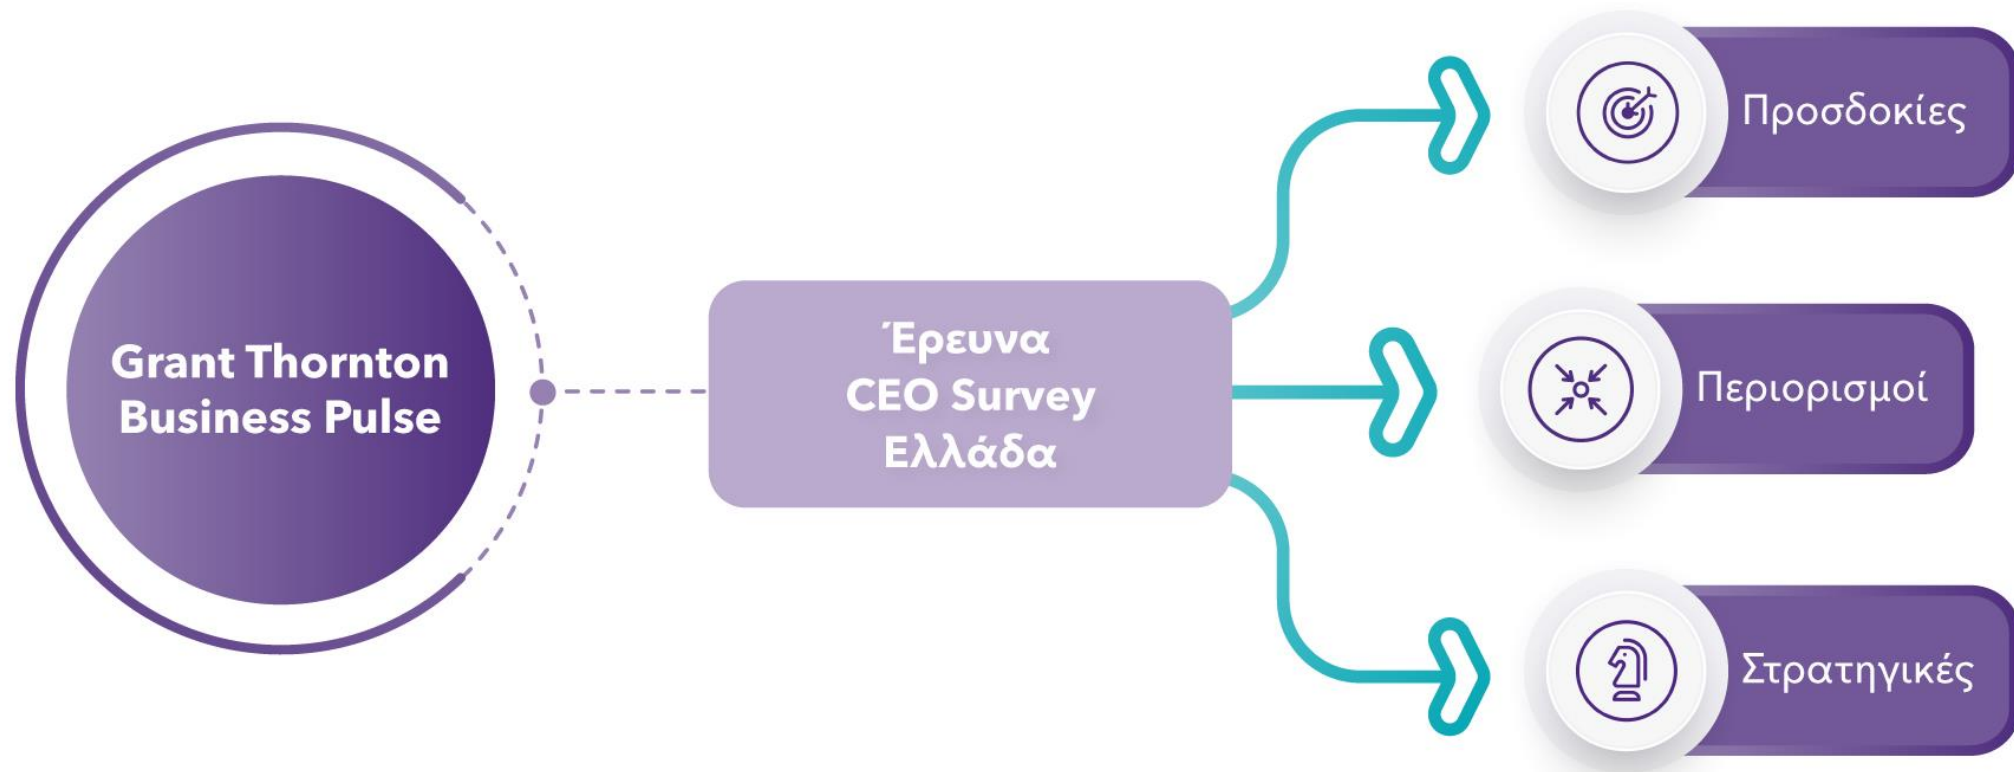 Grant Thornton
Business Pulse
Έρευνα
CEO Survey
Ελλάδα
Προσδοκίες
Περιορισμοί
Στρατηγικές